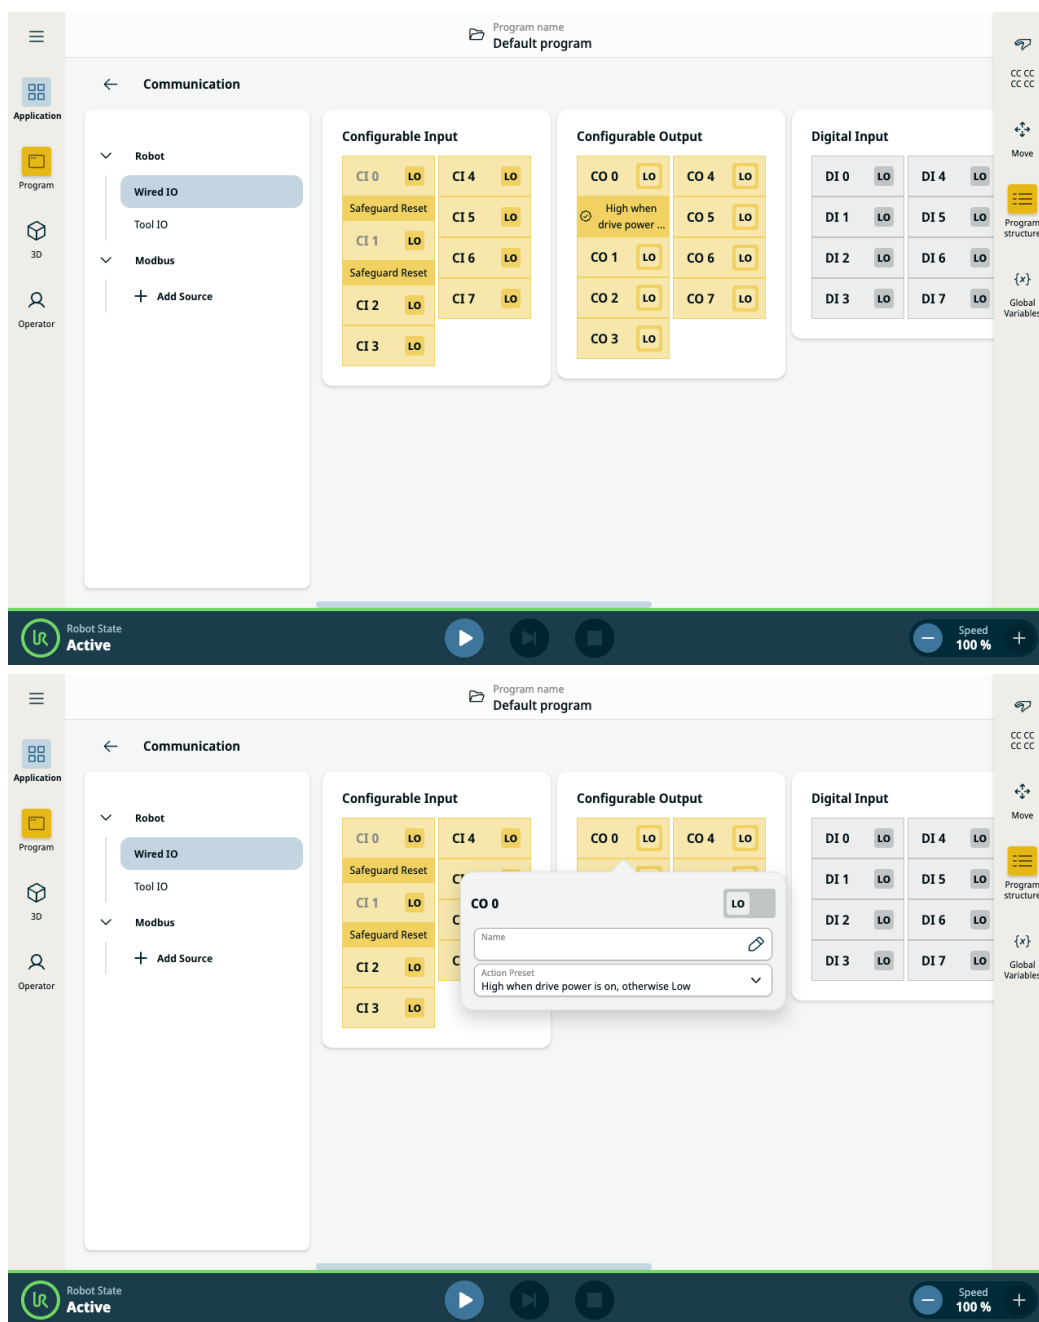 Program name
Default program
Application
Program
3D
Operator
Communication
Robot
Wired IO
Tool IO
Modbus
Add Source
Configurable Input
CI 0 LO CI 4 LO
Safeguard Reset
CI 5 LO
CI 1 LO
CI 6 LO
Safeguard Reset
CI 2 LO CI 7 LO
CI 3 LO
Configurable Output
CO 0 LO CO 4 LO
High when
drive power ...
CO 5 LO
CO 1 LO CO 6 LO
CO 2 LO CO 7 LO
CO 3 LO
Digital Input
DI 0 LO DI 4 LO
DI 1 LO DI 5 LO
DI 2 LO DI 6 LO
DI 3 LO DI 7 LO
CC CC
CC CC
Move
Program
structure
{x}
Global
Variables
UR
Robot State
Active
Speed
100 %
Program name
Default program
Application
Program
3D
Operator
Communication
Robot
Wired IO
Tool IO
Modbus
Add Source
Configurable Input
CI 0 LO CI 4 LO
Safeguard Reset
CI 1 LO
Safeguard Reset
CI 2 LO
CI 3 LO
Configurable Output
CO 0 LO CO 4 LO
CO 0 LO
Name
Action Preset
High when drive power is on, otherwise Low
Digital Input
DI 0 LO DI 4 LO
DI 1 LO DI 5 LO
DI 2 LO DI 6 LO
DI 3 LO DI 7 LO
CC CC
CC CC
Move
Program
structure
{x}
Global
Variables
UR
Robot State
Active
Speed
100 %